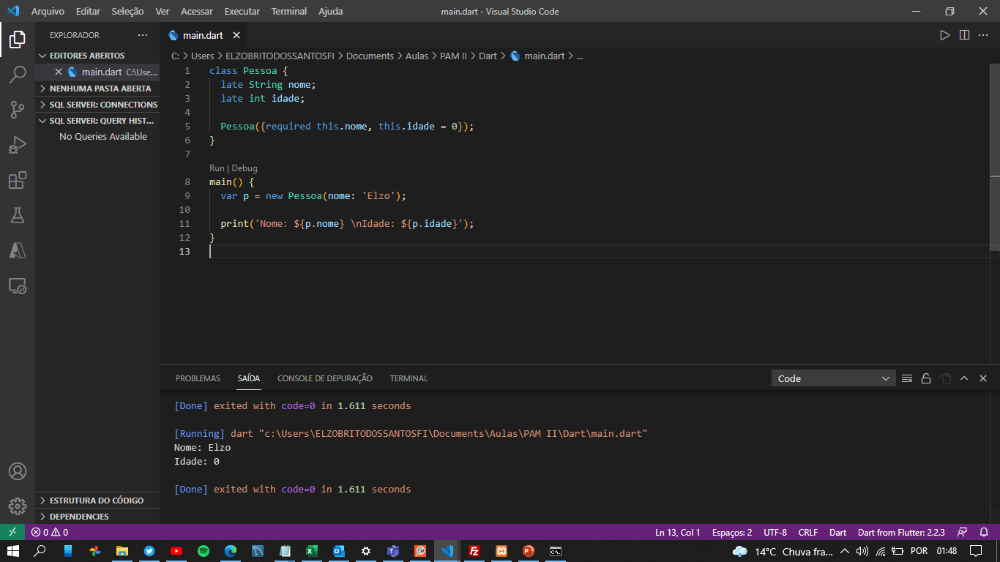 Arquivo Editar Seleção Ver Acessar Executar Terminal Ajuda main.dart - Visual Studio Code
EXPLORADOR
EDITORES ABERTOS
main.dart C:\Use...
NENHUMA PASTA ABERTA
SQL SERVER: CONNECTIONS
SQL SERVER: QUERY HIST...
No Queries Available
ESTRUTURA DO CÓDIGO
DEPENDENCIES
main.dart
C: > Users > ELZOBRITODOSSANTOSFI > Documents > Aulas > PAM II > Dart > main.dart > ...
1 class Pessoa {
2 late String nome;
3 late int idade;
4
5 Pessoa({required this.nome, this.idade = 0});
6 }
7
Run | Debug
8 main() {
9 var p = new Pessoa(nome: 'Elzo');
10
11 print('Nome: ${p.nome} \nIdade: ${p.idade}');
12 }
13
PROBLEMAS SAÍDA CONSOLE DE DEPURAÇÃO TERMINAL Code
[Done] exited with code=0 in 1.611 seconds
[Running] dart "c:\Users\ELZOBRITODOSSANTOSFI\Documents\Aulas\PAM II\Dart\main.dart"
Nome: Elzo
Idade: 0
[Done] exited with code=0 in 1.611 seconds
0 0 Ln 13, Col 1 Espaços: 2 UTF-8 CRLF Dart Dart from Flutter: 2.2.3
14°C Chuva fra... POR 01:48